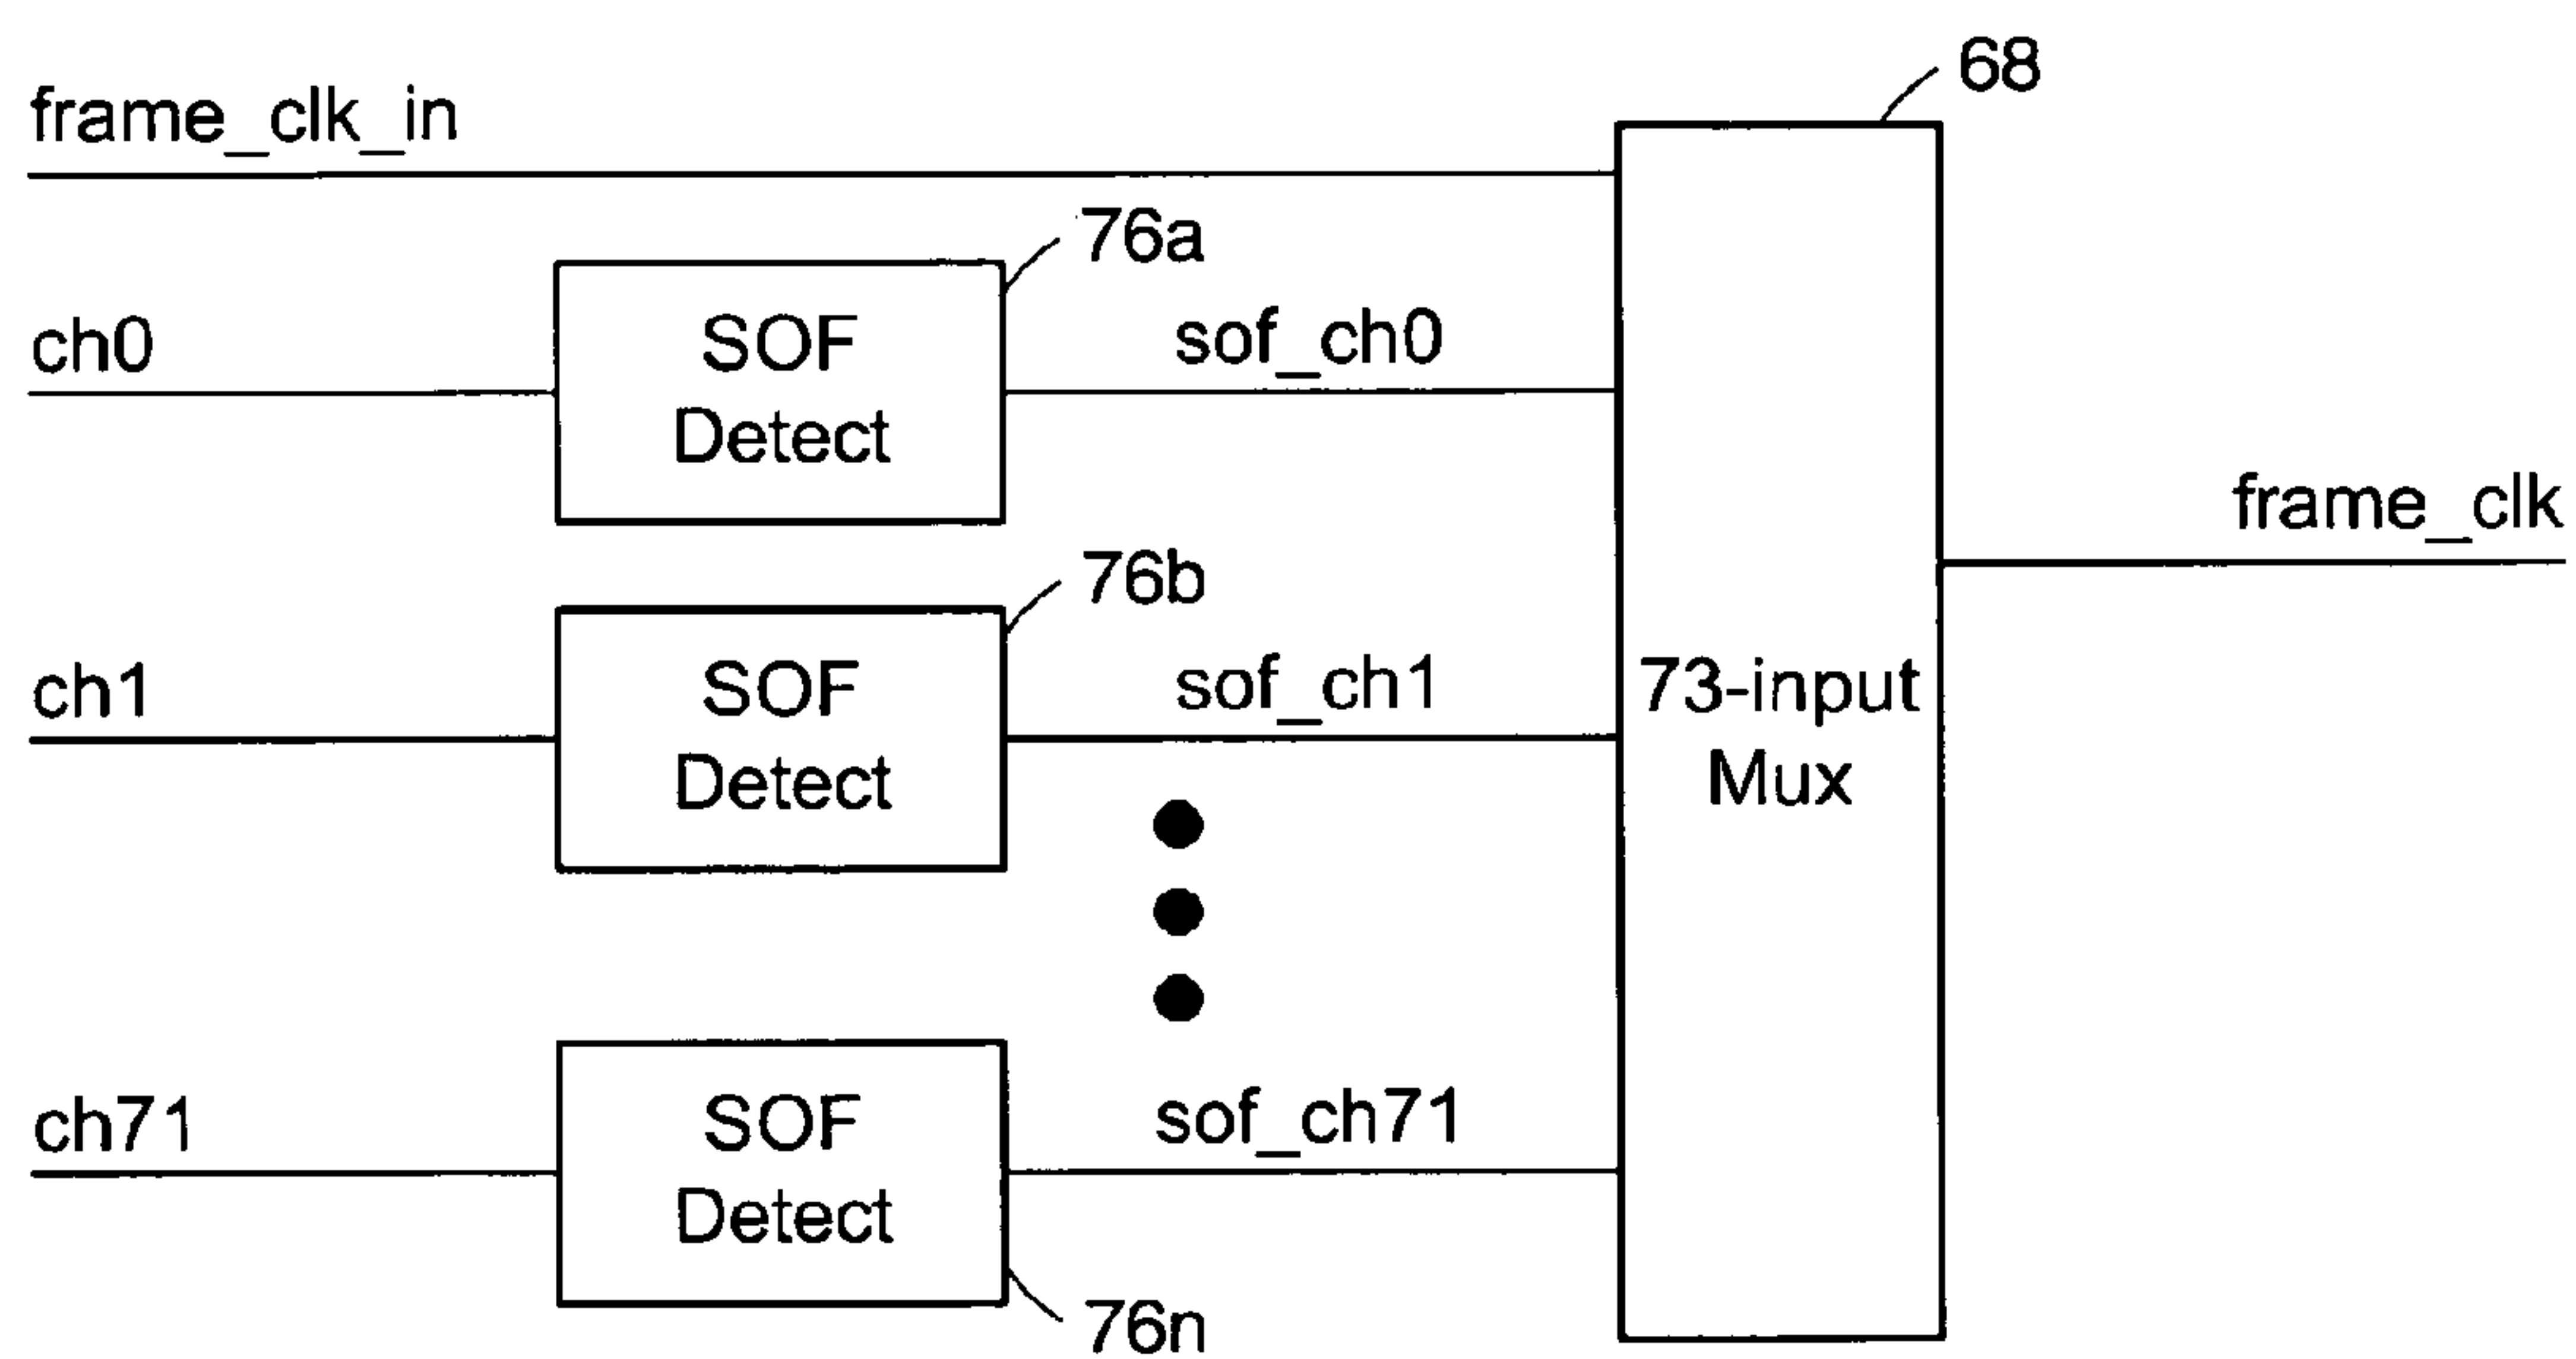 68
frame_clk_in
76a
ch0
SOF
Detect
sof_ch0
frame_clk
76b
ch1
SOF
Detect
sof_ch1
73-input
Mux
ch71
SOF
Detect
sof_ch71
76n